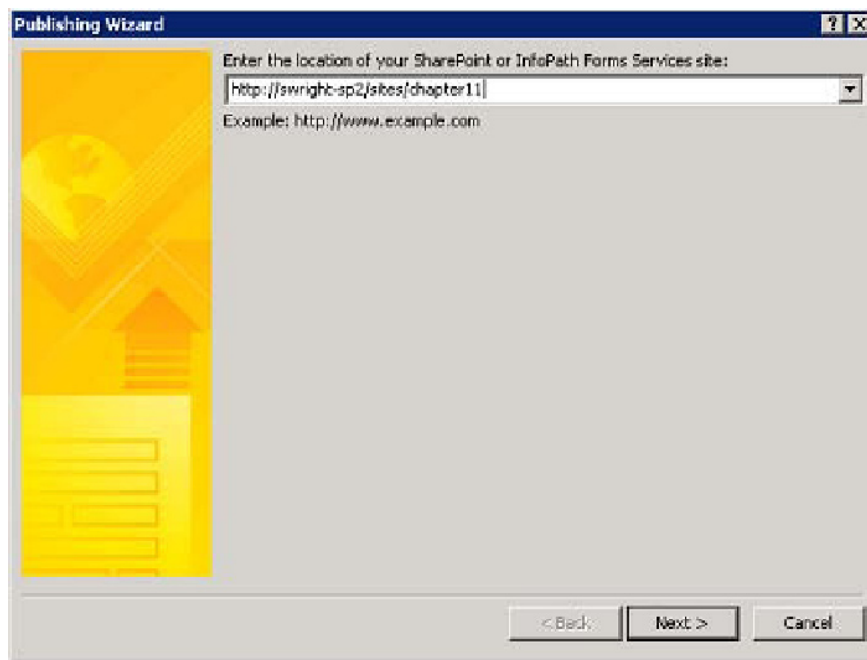 Publishing Wizard
Enter the location of your SharePoint or InfoPath Forms Services site:
http://swright-sp2/sites/chapter11
Example: http://www.example.com
< Back
Next >
Cancel